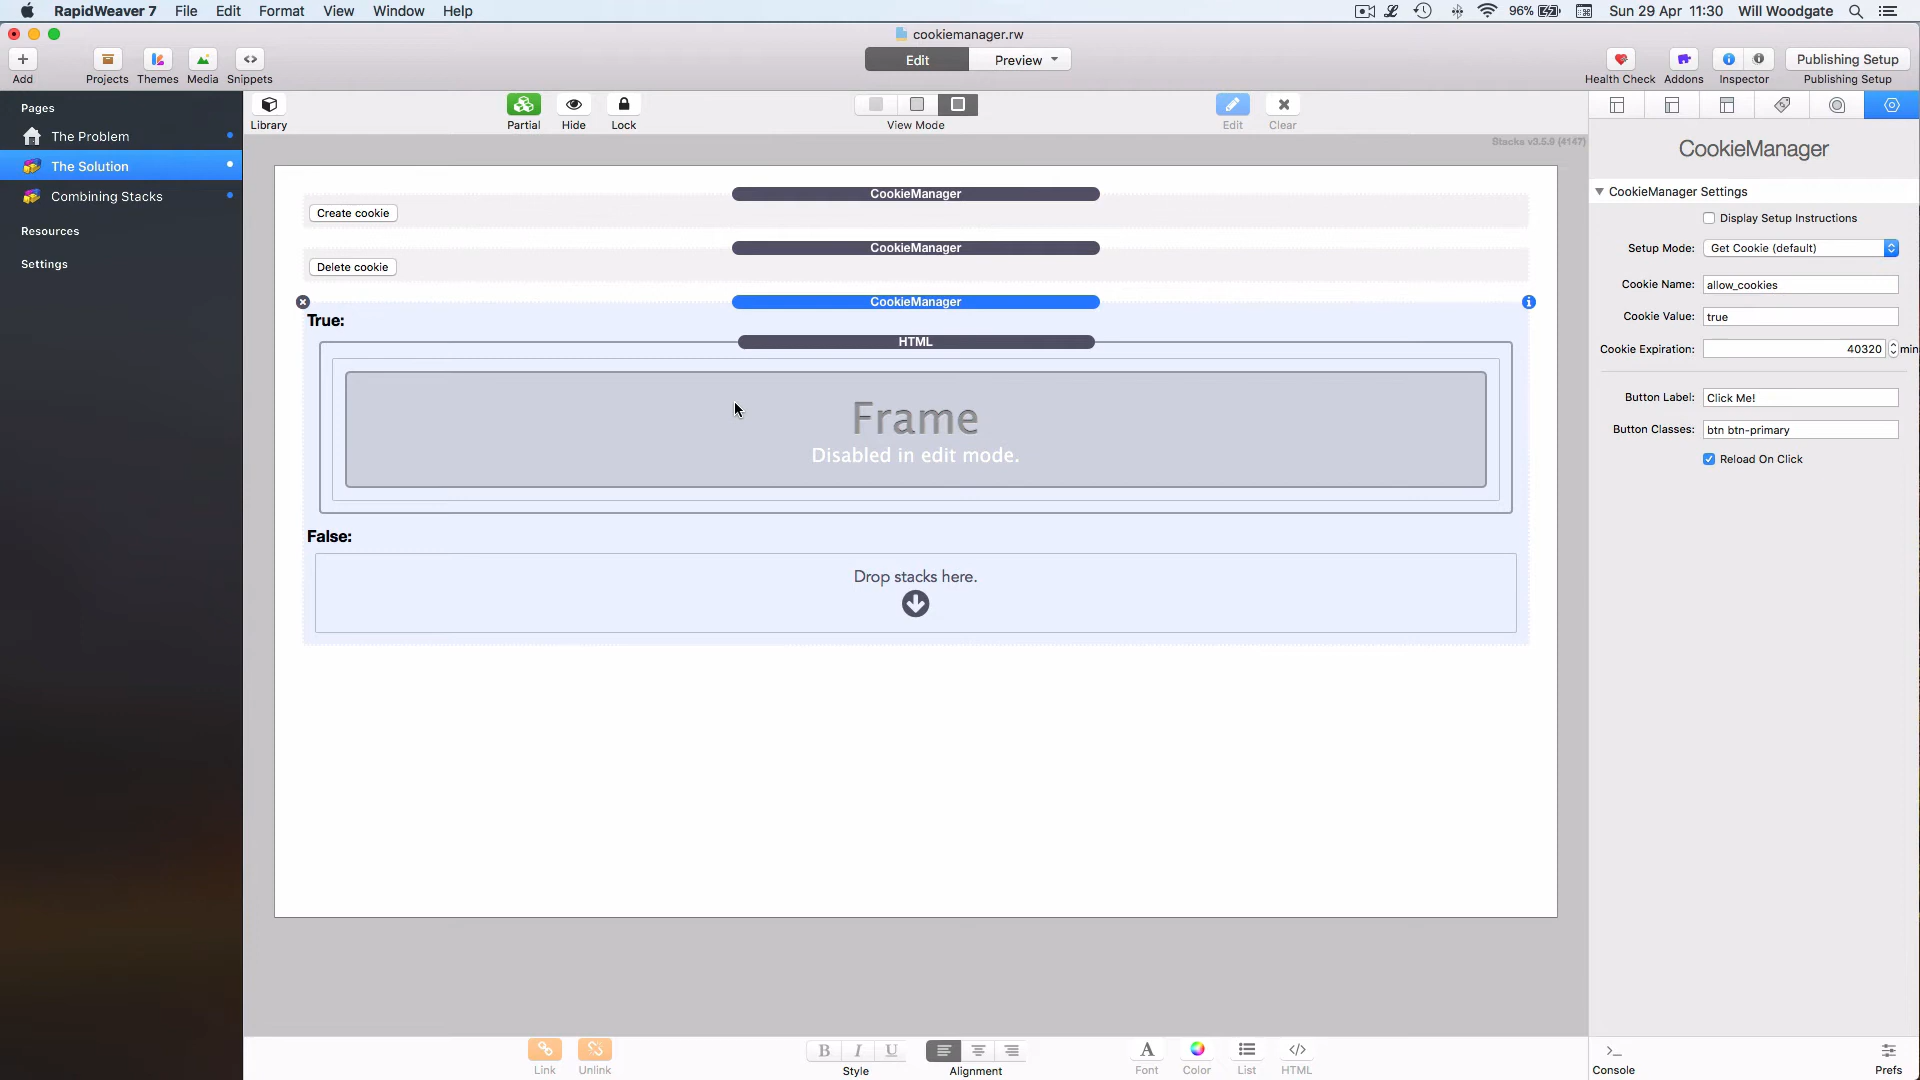 RapidWeaver 7 File Edit Format View Window Help 96% Sun 29 Apr 11:30 Will Woodgate
cookiemanager.rw
Add Projects Themes Media Snippets Edit Preview Health Check Addons Inspector Publishing Setup
Publishing Setup
Pages
The Problem
The Solution
Combining Stacks
Resources
Settings
Library Partial Hide Lock View Mode Edit Clear
Stacks v3.5.9 (4147)
CookieManager
Create cookie
CookieManager
Delete cookie
CookieManager
True:
HTML
Frame
Disabled in edit mode.
False:
Drop stacks here.
CookieManager
CookieManager Settings
Display Setup Instructions
Setup Mode: Get Cookie (default)
Cookie Name: allow_cookies
Cookie Value: true
Cookie Expiration: 40320 min
Button Label: Click Me!
Button Classes: btn btn-primary
Reload On Click
Link Unlink B I U Style Alignment Font Color List HTML
Console Prefs